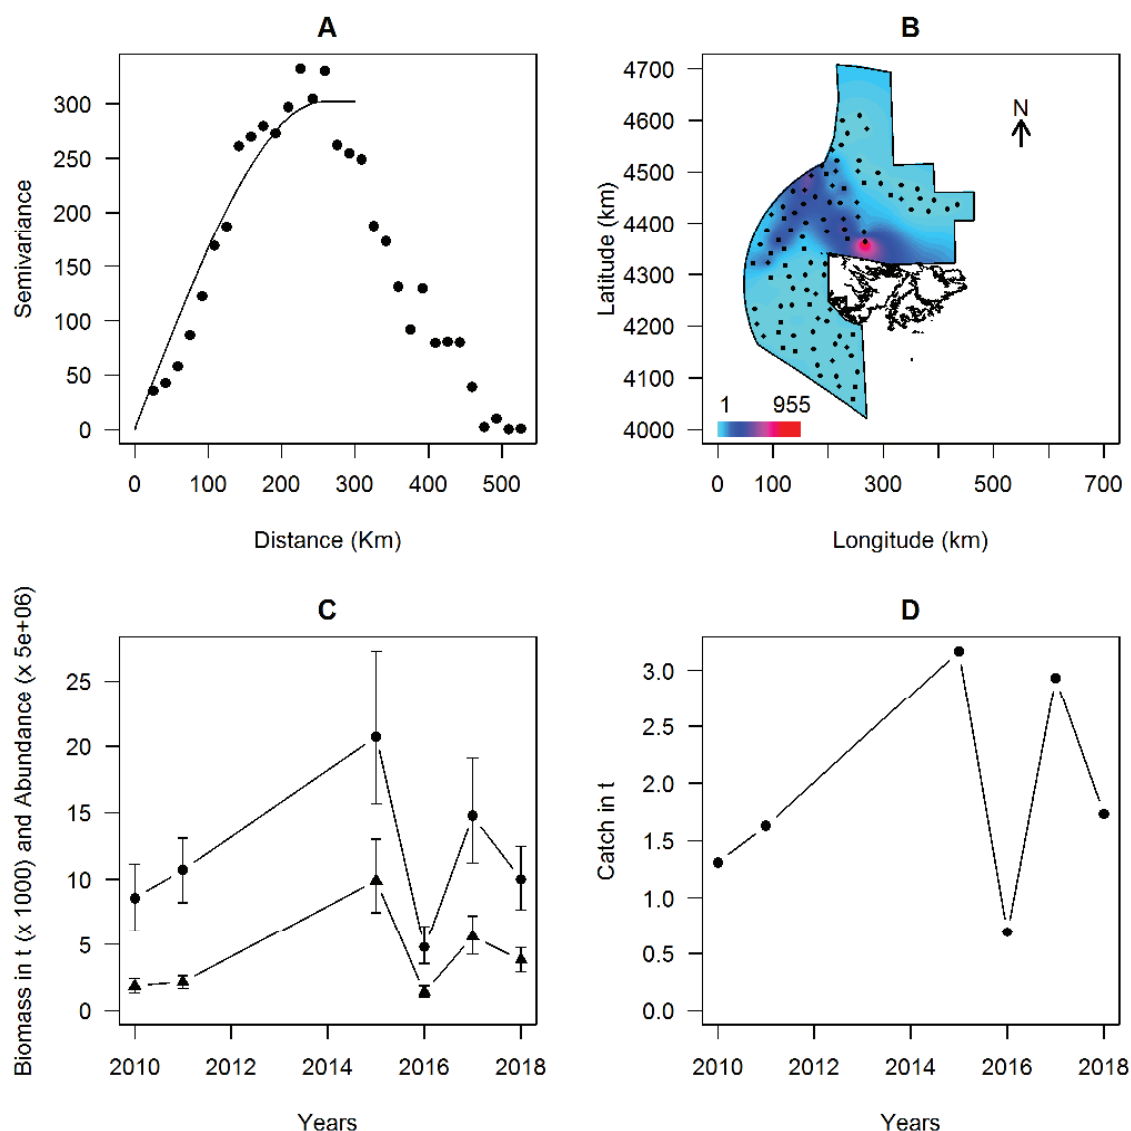 A
Semivariance
300
250
200
150
100
50
0
0 100 200 300 400 500
Distance (Km)
B
Latitude (km)
4700
4600
4500
4400
4300
4200
4100
4000
N
1 955
0 100 300 500 700
Longitude (km)
C
Biomass in t (x 1000) and Abundance (x 5e+06)
25
20
15
10
5
0
2010 2012 2014 2016 2018
Years
D
Catch in t
3.0
2.5
2.0
1.5
1.0
0.5
0.0
2010 2012 2014 2016 2018
Years